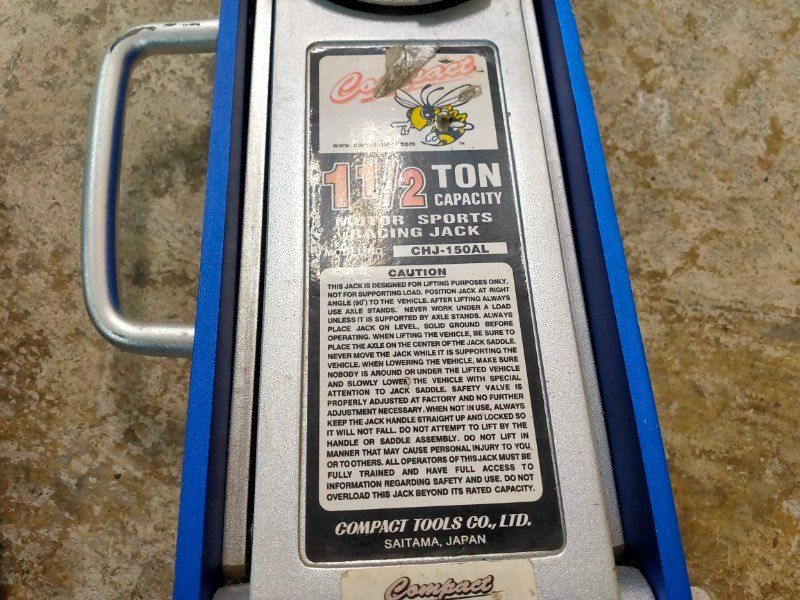 Compact
™
1 1/2 TON
CAPACITY
MOTOR SPORTS
RACING JACK
CHJ-150AL
CAUTION
THIS JACK IS DESIGNED FOR LIFTING PURPOSES ONLY,
NOT FOR SUPPORTING LOAD. POSITION JACK AT RIGHT
ANGLE (90°) TO THE VEHICLE. AFTER LIFTING ALWAYS
USE AXLE STANDS. NEVER WORK UNDER A LOAD
UNLESS IT IS SUPPORTED BY AXLE STANDS. ALWAYS
PLACE JACK ON LEVEL, SOLID GROUND BEFORE
OPERATING. WHEN LIFTING THE VEHICLE, BE SURE TO
PLACE THE AXLE ON THE CENTER OF THE JACK SADDLE.
NEVER MOVE THE JACK WHILE IT IS SUPPORTING THE
VEHICLE. WHEN LOWERING THE VEHICLE, MAKE SURE
NOBODY IS AROUND OR UNDER THE LIFTED VEHICLE
AND SLOWLY LOWER THE VEHICLE WITH SPECIAL
ATTENTION TO JACK SADDLE. SAFETY VALVE IS
PROPERLY ADJUSTED AT FACTORY AND NO FURTHER
ADJUSTMENT NECESSARY. WHEN NOT IN USE, ALWAYS
KEEP THE JACK HANDLE STRAIGHT UP AND LOCKED SO
IT WILL NOT FALL. DO NOT ATTEMPT TO LIFT BY THE
HANDLE OR SADDLE ASSEMBLY. DO NOT LIFT IN
MANNER THAT MAY CAUSE PERSONAL INJURY TO YOU
OR TO OTHERS. ALL OPERATORS OF THIS JACK MUST BE
FULLY TRAINED AND HAVE FULL ACCESS TO
INFORMATION REGARDING SAFETY AND USE. DO NOT
OVERLOAD THIS JACK BEYOND ITS RATED CAPACITY.
COMPACT TOOLS CO., LTD.
SAITAMA, JAPAN
Compact